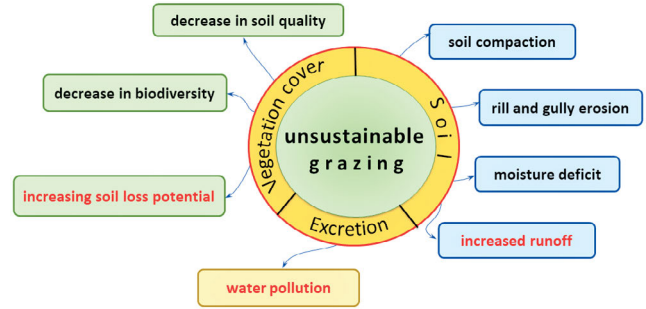 decrease in soil quality
soil compaction
decrease in biodiversity
rill and gully erosion
Vegetation cover
Soil
unsustainable
grazing
moisture deficit
increasing soil loss potential
Excretion
increased runoff
water pollution